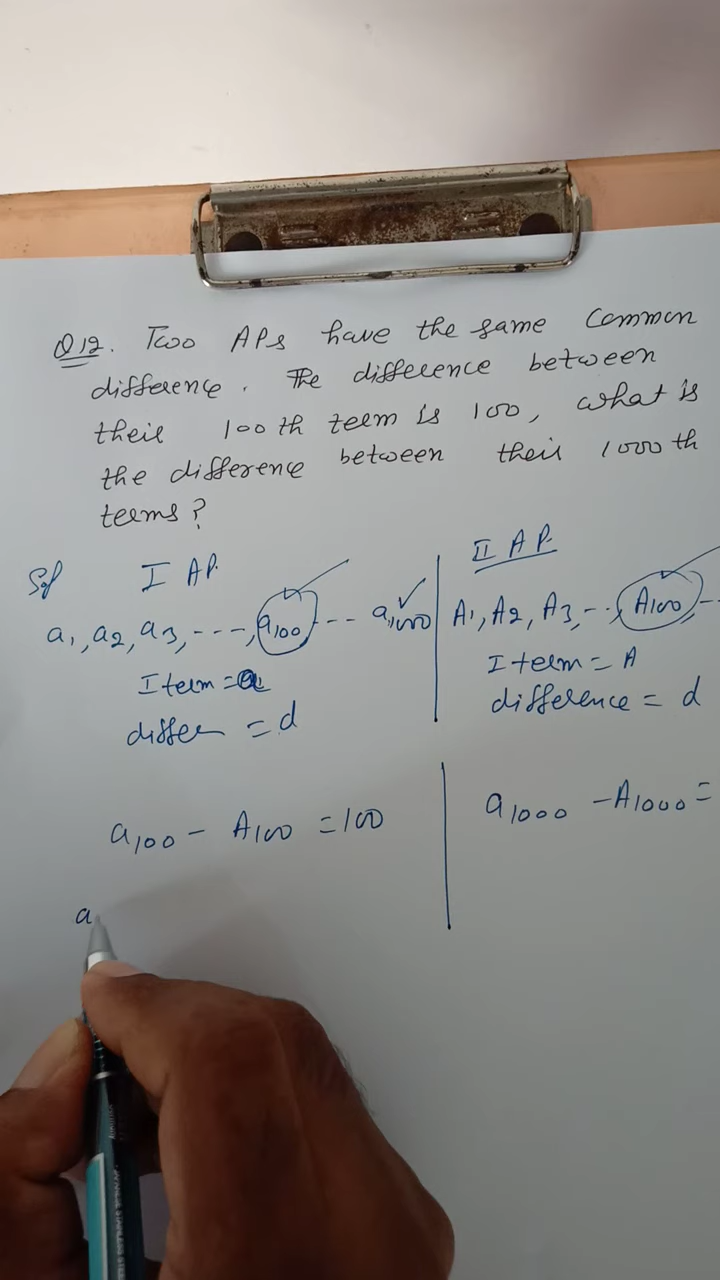 Q12. Two APs have the same Common
difference. The difference between
their 100th term is 100, what is
the difference between their 1000th
terms?
Sol I AP.
a1, a2, a3, ---, a100 --- a1000
I term = a
differ = d
II AP.
A1, A2, A3, --, A100, --
I term = A
difference = d
a100 - A100 = 100
a1000 - A1000 =
a